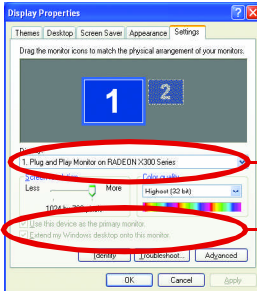 Display Properties
Themes Desktop Screen Saver Appearance Settings
Drag the monitor icons to match the physical arrangement of your monitors.
1
2
1. Plug and Play Monitor on RADEON X300 Series
Color quality
Less More
Highest (32 bit)
Use this device as the primary monitor.
Extend my Windows desktop onto this monitor.
Identify Troubleshoot... Advanced
OK Cancel Apply